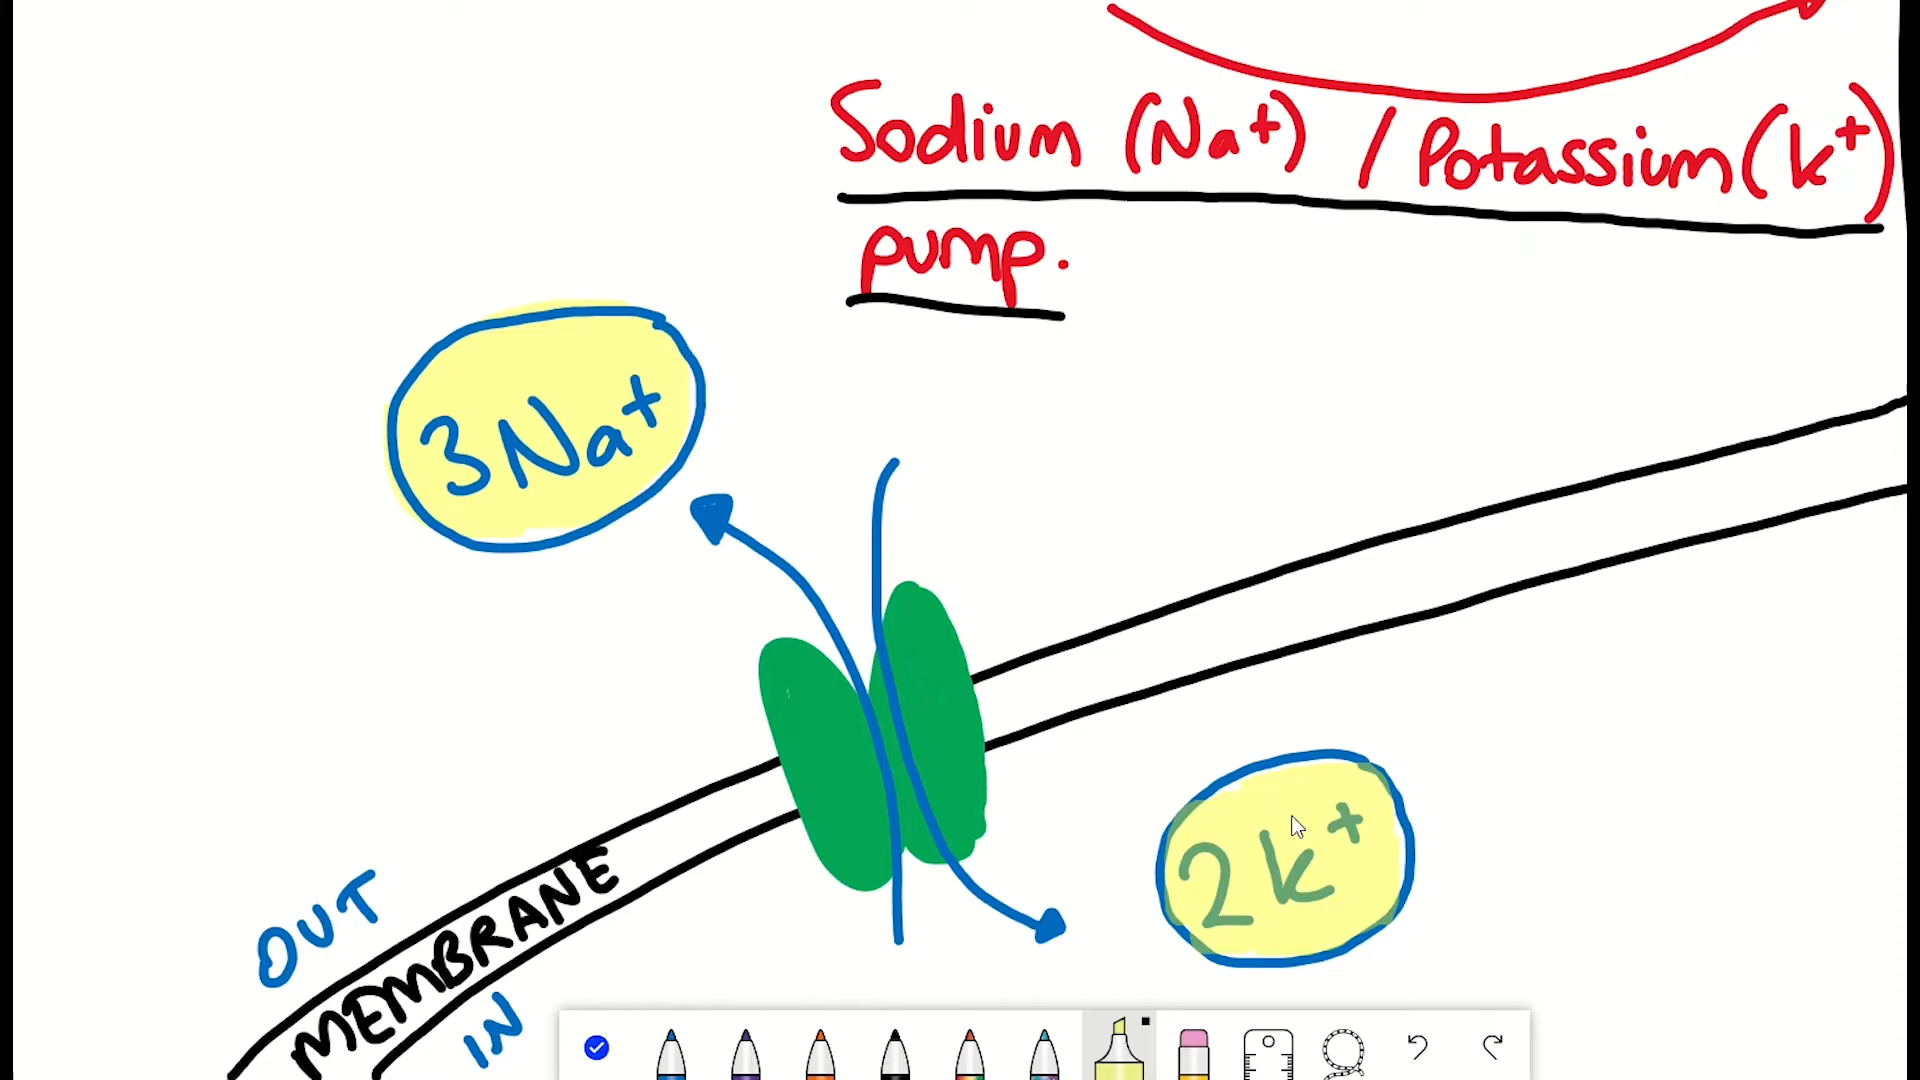 Sodium (Na+) / Potassium (k+)
pump.
3Na+
2k+
OUT
MEMBRANE
IN